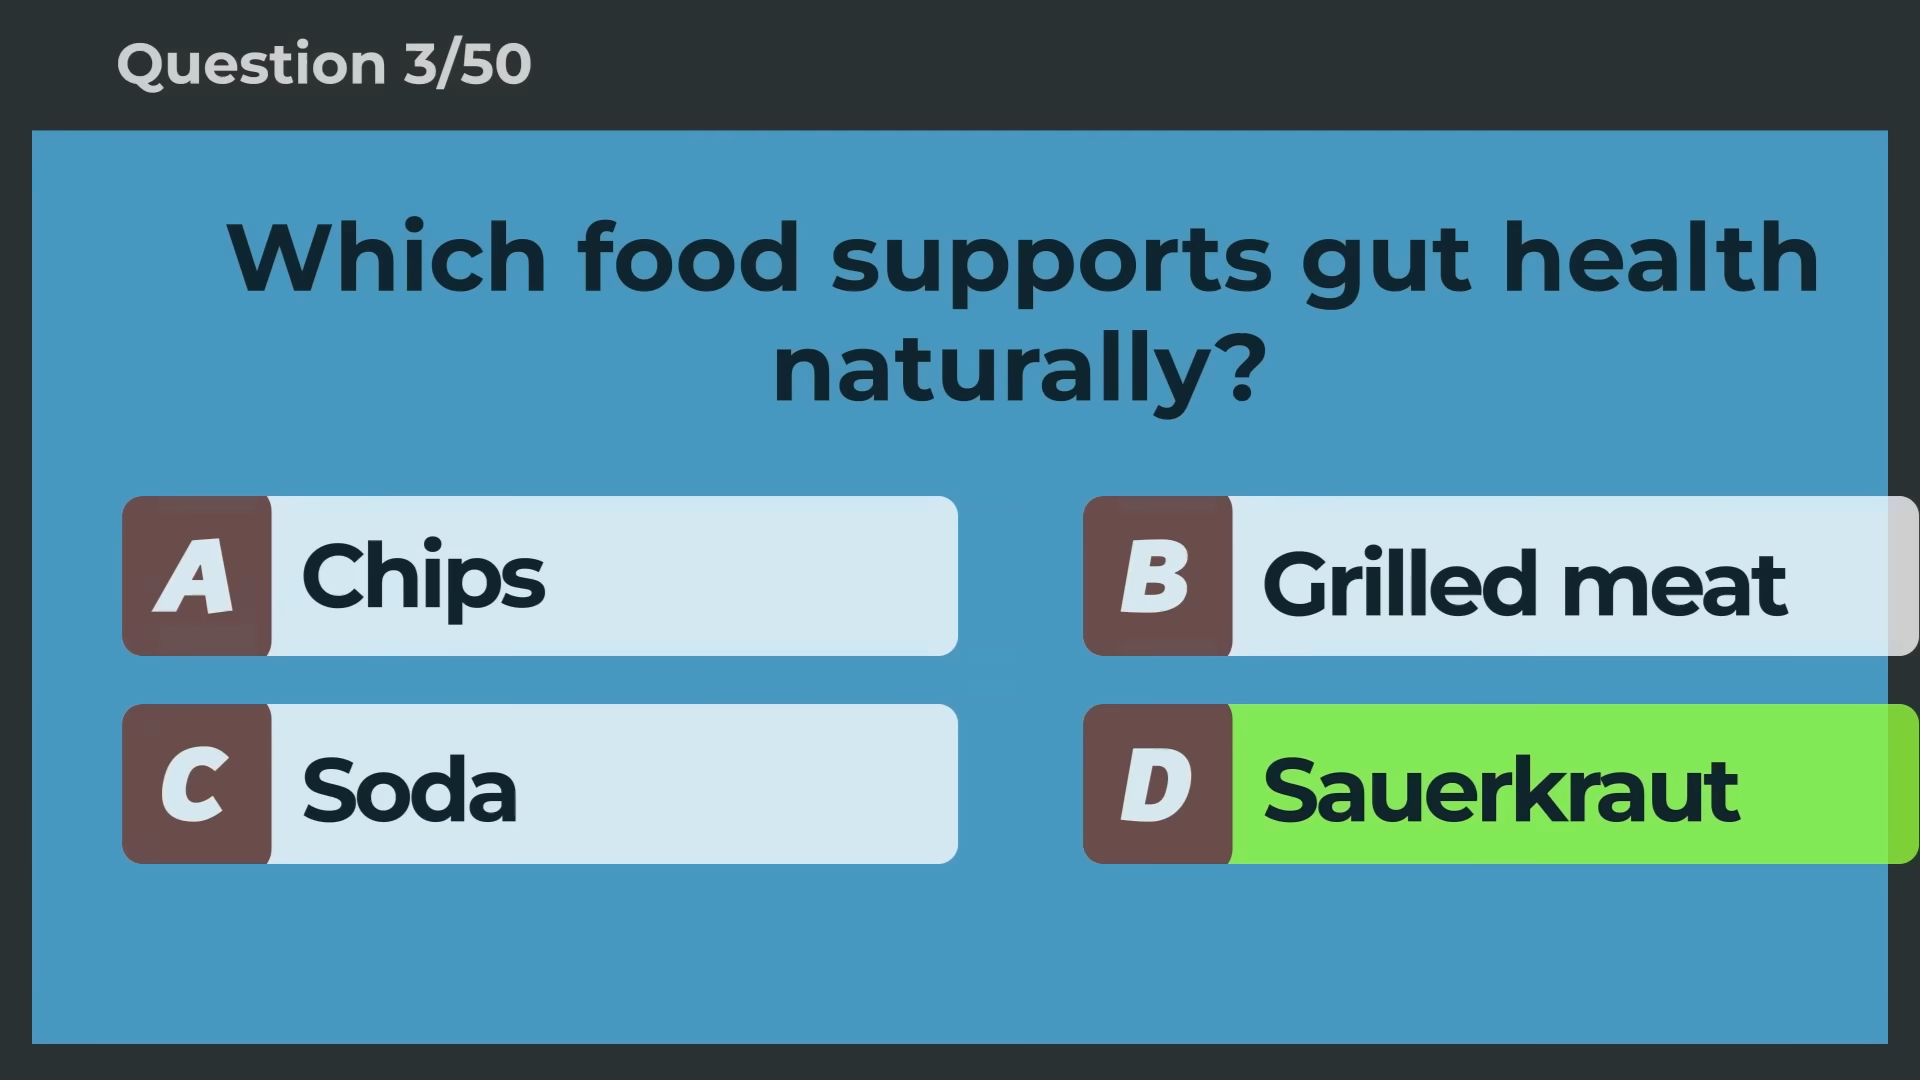 Question 3/50
Which food supports gut health
naturally?
A Chips
B Grilled meat
C Soda
D Sauerkraut